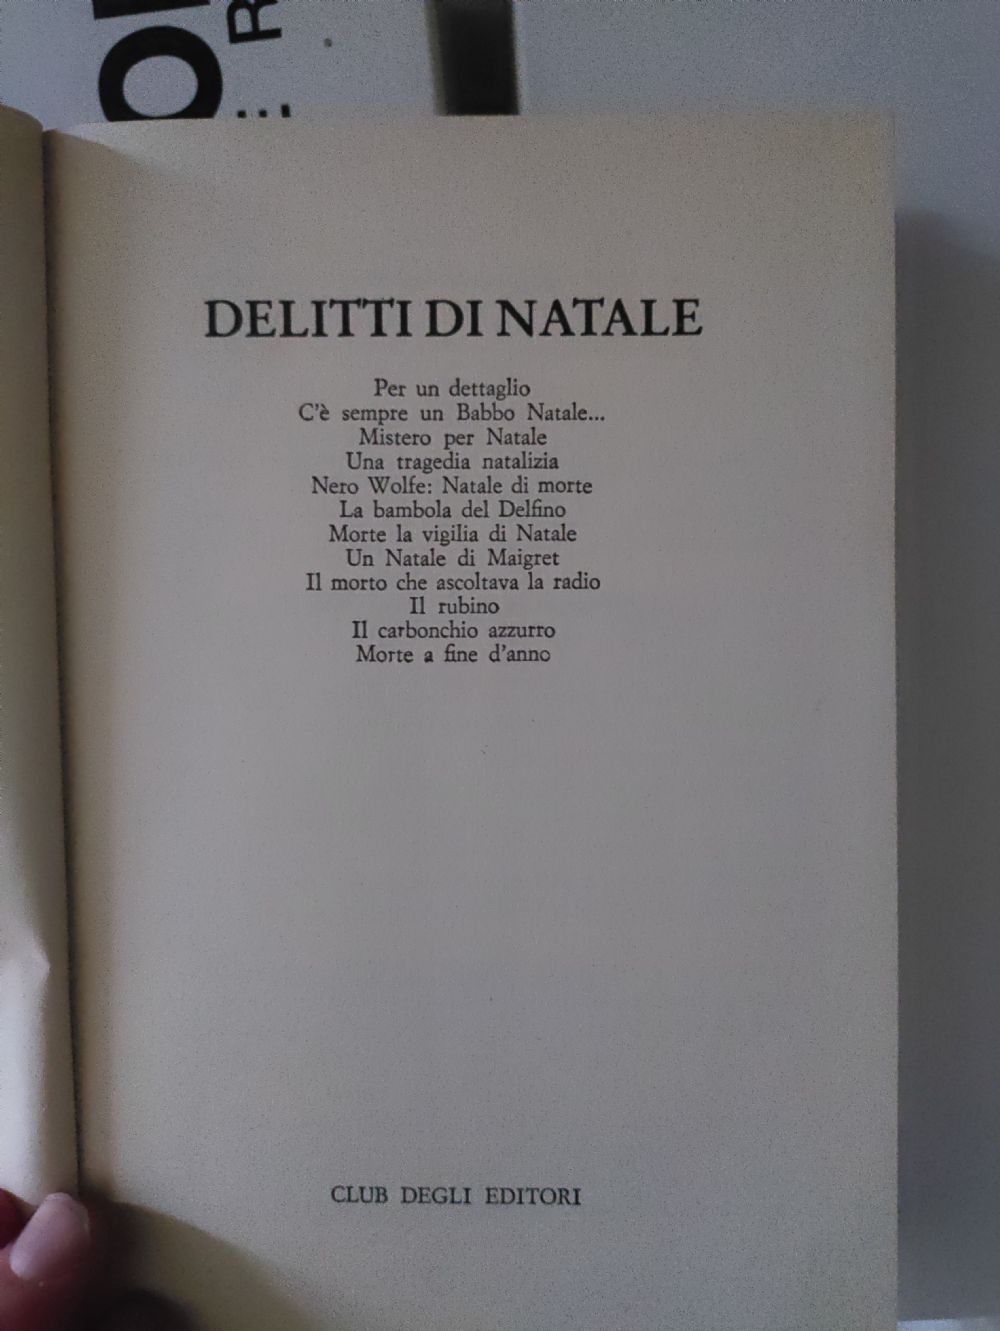 DELITTI DI NATALE
Per un dettaglio
C'è sempre un Babbo Natale...
Mistero per Natale
Una tragedia natalizia
Nero Wolfe: Natale di morte
La bambola del Delfino
Morte la vigilia di Natale
Un Natale di Maigret
Il morto che ascoltava la radio
Il rubino
Il carbonchio azzurro
Morte a fine d'anno
CLUB DEGLI EDITORI